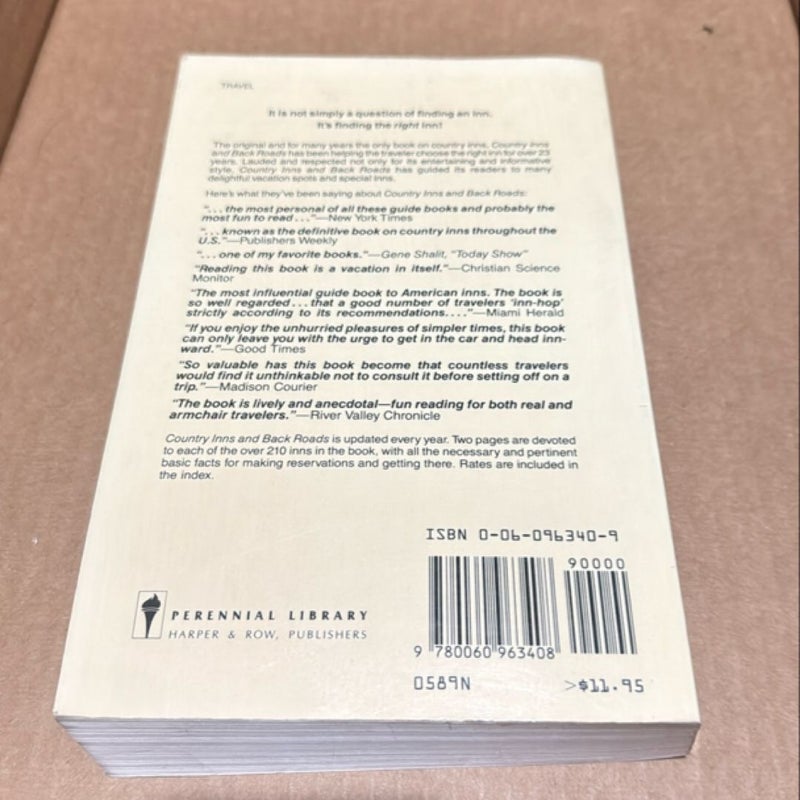 TRAVEL
It is not simply a question of finding an inn.
It's finding the right inn!
The original and for many years the only book on country inns, Country Inns
and Back Roads has been helping the traveler choose the right inn for over 23
years. Lauded and respected not only for its entertaining and informative
style, Country Inns and Back Roads has guided its readers to many
delightful vacation spots and special inns.
Here's what they've been saying about Country Inns and Back Roads:
"... the most personal of all these guide books and probably the
most fun to read..."—New York Times
"... known as the definitive book on country inns throughout the
U.S."—Publishers Weekly
"... one of my favorite books."—Gene Shalit, "Today Show"
"Reading this book is a vacation in itself."—Christian Science
Monitor
"The most influential guide book to American inns. The book is
so well regarded... that a good number of travelers 'inn-hop'
strictly according to its recommendations...."—Miami Herald
"If you enjoy the unhurried pleasures of simpler times, this book
can only leave you with the urge to get in the car and head inn-
ward."—Good Times
"So valuable has this book become that countless travelers
would find it unthinkable not to consult it before setting off on a
trip."—Madison Courier
"The book is lively and anecdotal—fun reading for both real and
armchair travelers."—River Valley Chronicle
Country Inns and Back Roads is updated every year. Two pages are devoted
to each of the over 210 inns in the book, with all the necessary and pertinent
basic facts for making reservations and getting there. Rates are included in
the index.
ISBN 0-06-096340-9
90000
PERENNIAL LIBRARY
HARPER & ROW, PUBLISHERS
9 780060 963408
0589N >$11.95